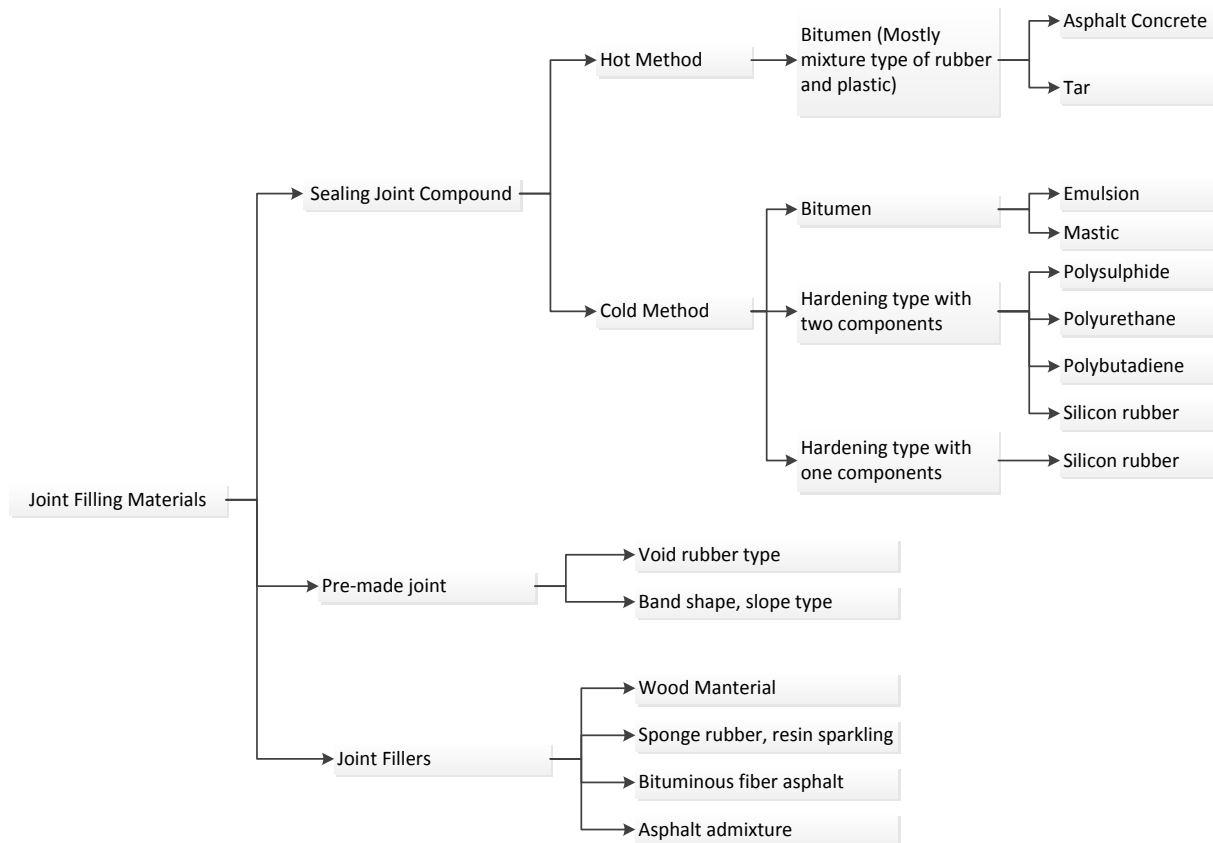 Asphalt Concrete
Bitumen (Mostly
mixture type of rubber
and plastic)
Hot Method
Tar
Sealing Joint Compound
Bitumen
Emulsion
Mastic
Polysulphide
Cold Method
Hardening type with
two components
Polyurethane
Polybutadiene
Silicon rubber
Hardening type with
one components
Silicon rubber
Joint Filling Materials
Void rubber type
Pre-made joint
Band shape, slope type
Wood Manterial
Sponge rubber, resin sparkling
Joint Fillers
Bituminous fiber asphalt
Asphalt admixture